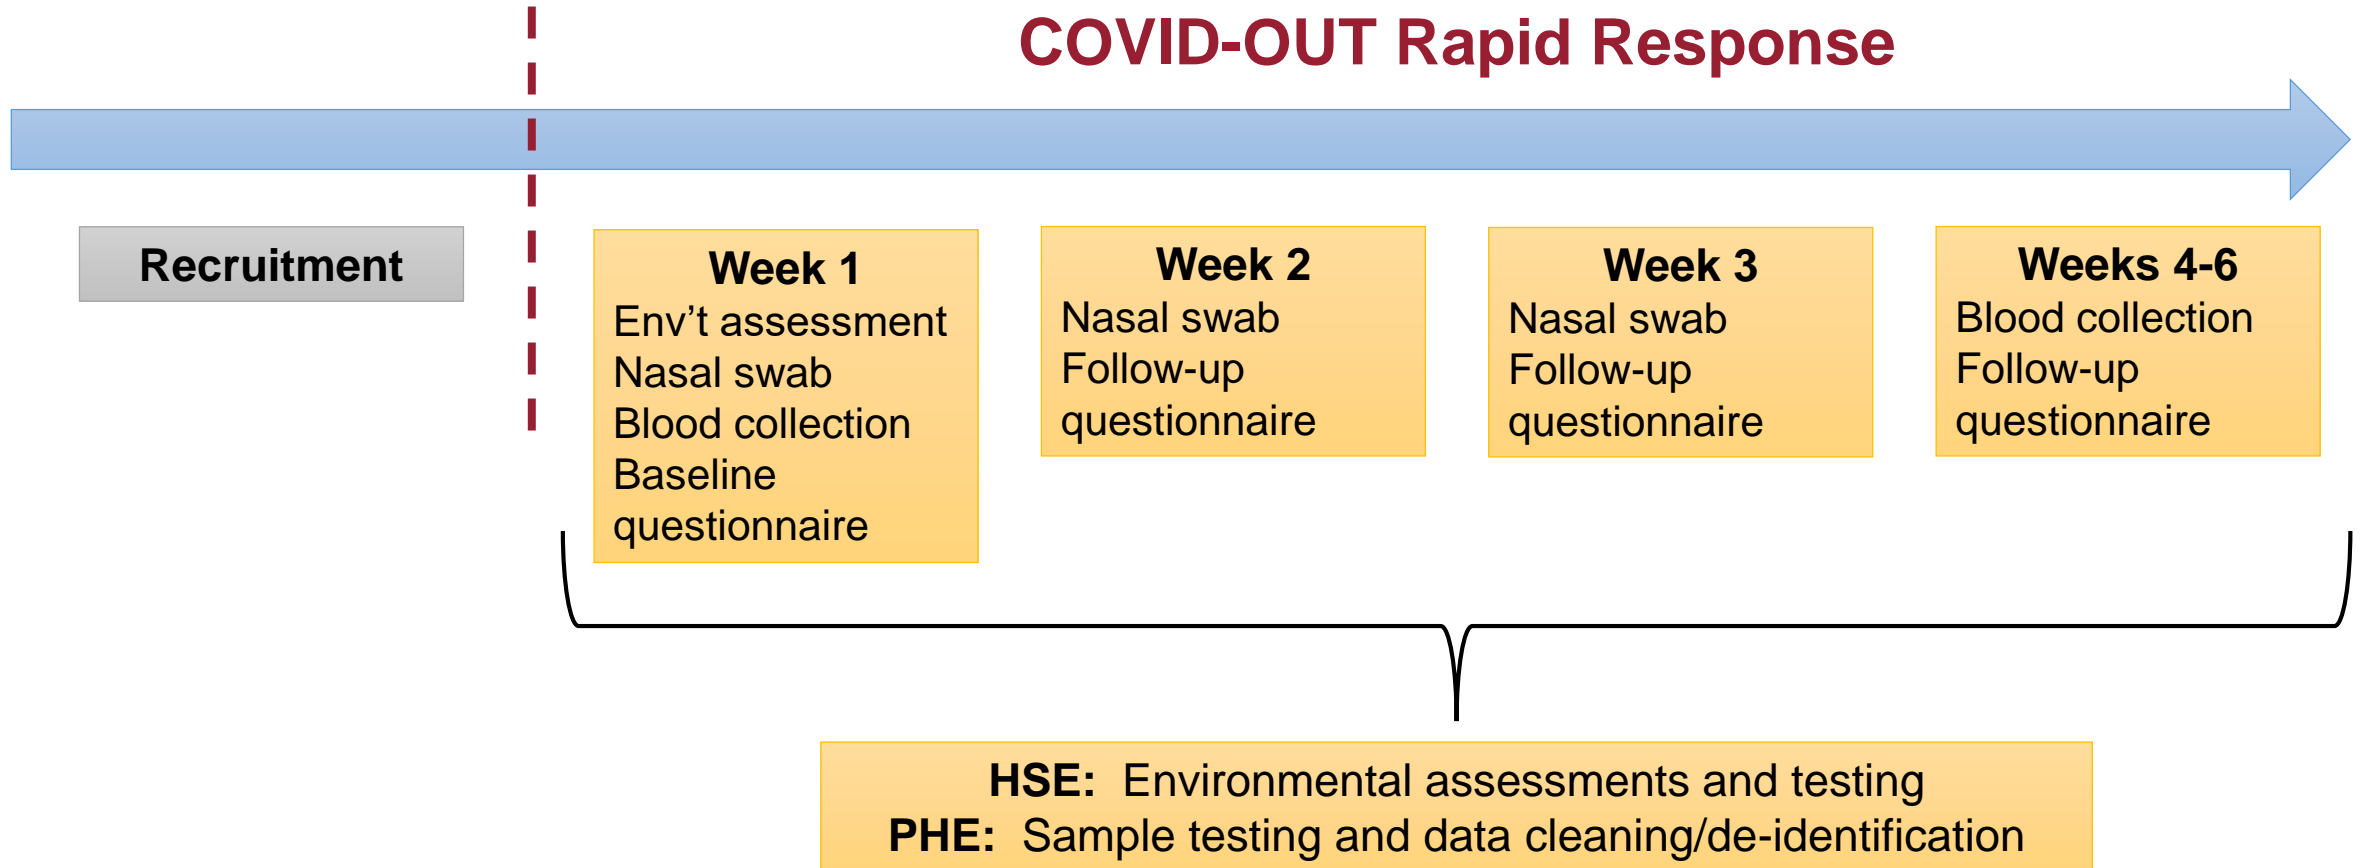 COVID-OUT Rapid Response
Recruitment
Week 1
Env’t assessment
Nasal swab
Blood collection
Baseline
questionnaire
Week 2
Nasal swab
Follow-up
questionnaire
Week 3
Nasal swab
Follow-up
questionnaire
Weeks 4-6
Blood collection
Follow-up
questionnaire
HSE: Environmental assessments and testing
PHE: Sample testing and data cleaning/de-identification